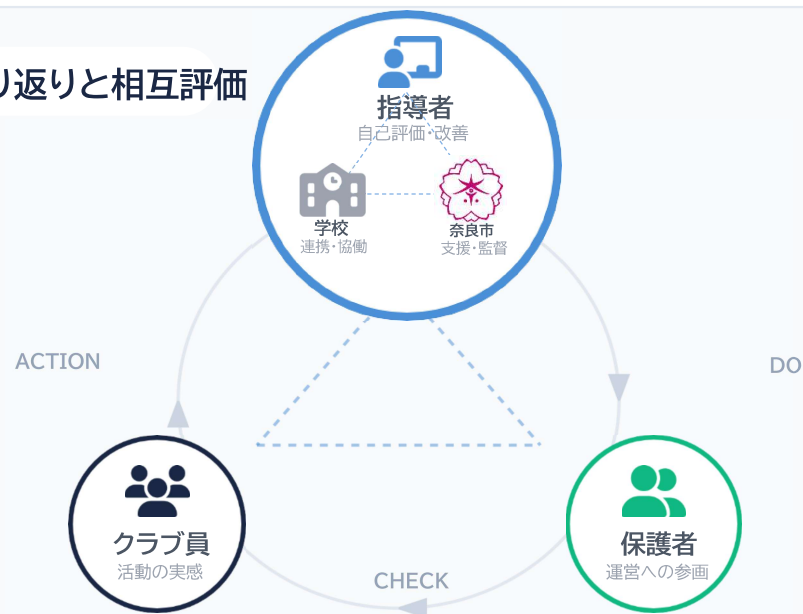 り返りと相互評価
指導者
自己評価・改善
学校
連携・協働
奈良市
支援・監督
ACTION
DO
クラブ員
活動の実感
保護者
運営への参画
CHECK